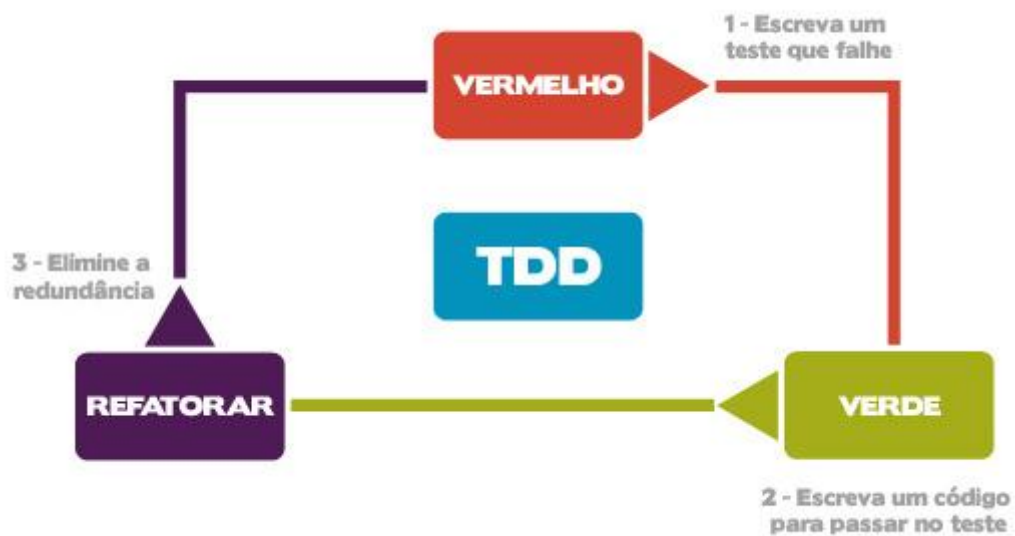 1 - Escreva um
teste que falhe
VERMELHO
TDD
3 - Elimine a
redundância
REFATORAR
VERDE
2 - Escreva um código
para passar no teste